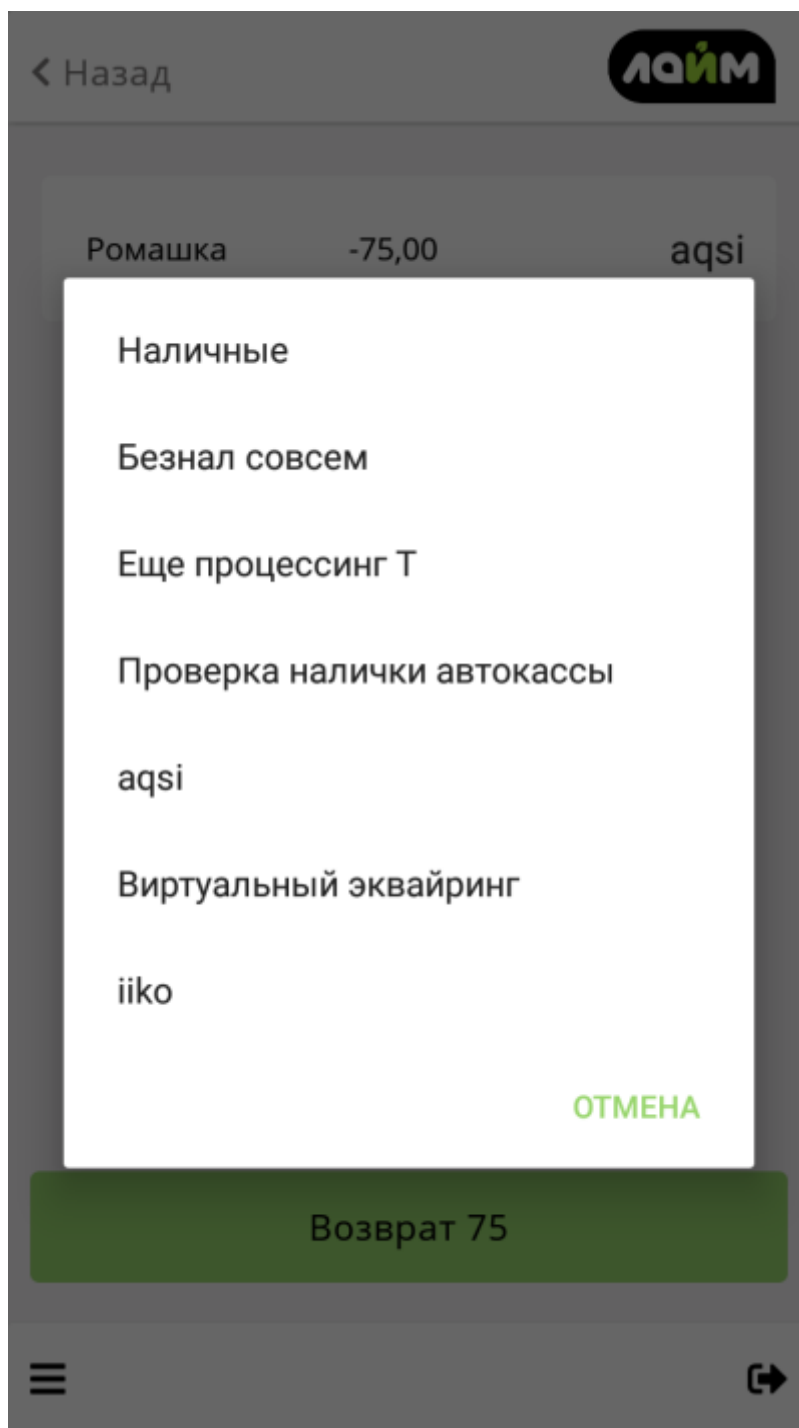 Назад
лайм
Ромашка -75,00 aqsi
Наличные
Безнал совсем
Еще процессинг Т
Проверка налички автокассы
aqsi
Виртуальный эквайринг
iiko
ОТМЕНА
Возврат 75